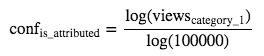 conf_is_attributed = log(views_category_1) / log(100000)